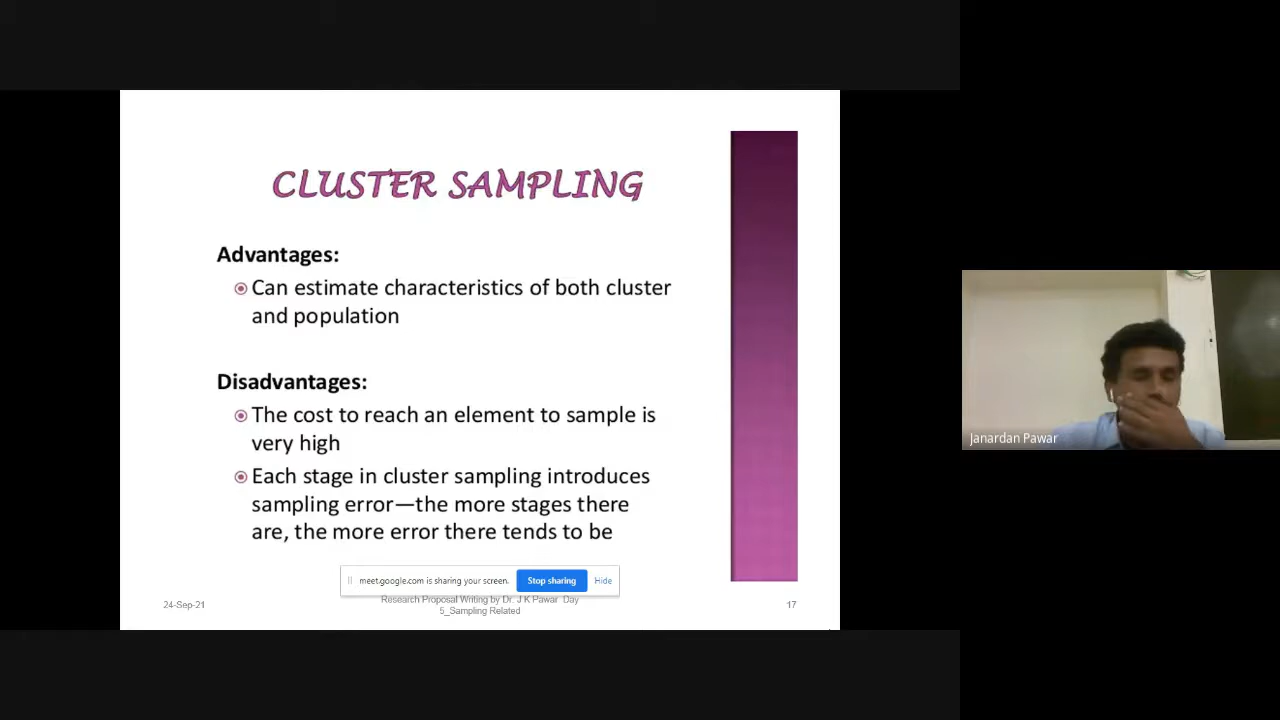 CLUSTER SAMPLING
Advantages:
Can estimate characteristics of both cluster
and population
Disadvantages:
The cost to reach an element to sample is
very high
Each stage in cluster sampling introduces
sampling error—the more stages there
are, the more error there tends to be
meet.google.com is sharing your screen.
Stop sharing
Hide
24-Sep-21
Research Proposal Writing by Dr. J K Pawar Day
5_Sampling Related
17
Janardan Pawar